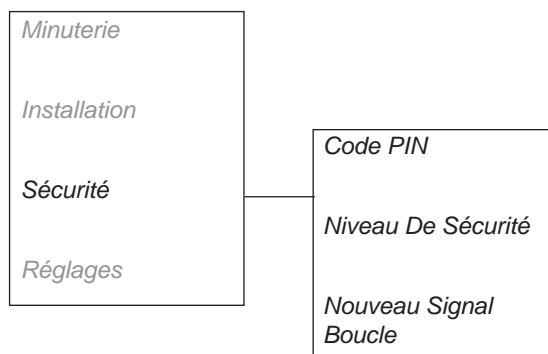 Minuterie
Installation
Sécurité
Réglages
Code PIN
Niveau De Sécurité
Nouveau Signal
Boucle